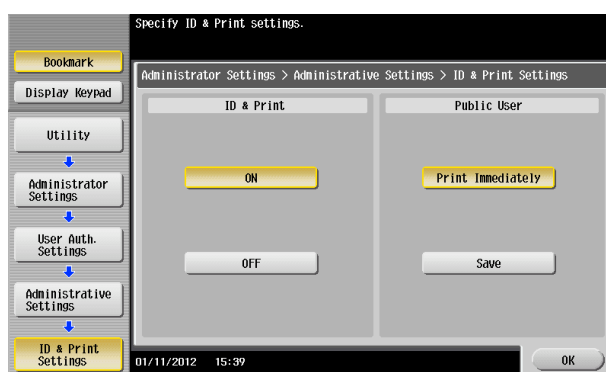 Specify ID & Print settings.
Bookmark
Display Keypad
Utility
Administrator
Settings
User Auth.
Settings
Administrative
Settings
ID & Print
Settings
Administrator Settings > Administrative Settings > ID & Print Settings
ID & Print
Public User
ON
Print Immediately
OFF
Save
01/11/2012 15:39
OK